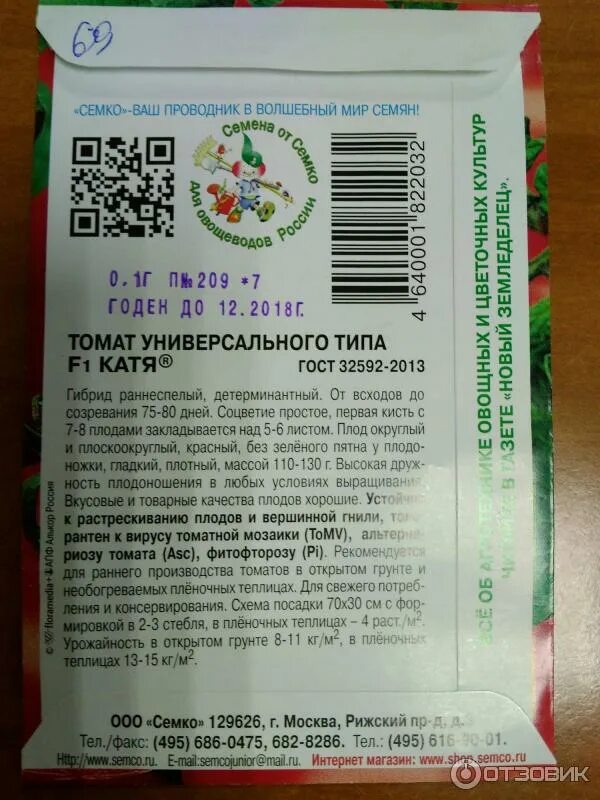 69
«СЕМКО»-ВАШ ПРОВОДНИК В ВОЛШЕБНЫЙ МИР СЕМЯН!
Семена от Семко
Для овощеводов России
4 640001 822032
0.1Г П№209 *7
ГОДЕН ДО 12.2018Г.
ТОМАТ УНИВЕРСАЛЬНОГО ТИПА
F1 КАТЯ®
ГОСТ 32592-2013
Гибрид раннеспелый, детерминантный. От всходов до
созревания 75-80 дней. Соцветие простое, первая кисть с
7-8 плодами закладывается над 5-6 листом. Плод округлый
и плоскоокруглый, красный, без зелёного пятна у плодо-
ножки, гладкий, плотный, массой 110-130 г. Высокая друж-
ность плодоношения в любых условиях выращивания.
Вкусовые и товарные качества плодов хорошие. Устойчив
к растрескиванию плодов и вершинной гнили, толе-
рантен к вирусу томатной мозаики (ToMV), альтерна-
риозу томата (Asc), фитофторозу (Pi). Рекомендуется
для раннего производства томатов в открытом грунте и
необогреваемых плёночных теплицах. Для свежего потреб-
ления и консервирования. Схема посадки 70х30 см с фор-
мировкой в 2-3 стебля, в плёночных теплицах – 4 раст./м².
Урожайность в открытом грунте 8-11 кг/м², в плёночных
теплицах 13-15 кг/м².
ВСЁ ОБ АГРОТЕХНИКЕ ОВОЩНЫХ И ЦВЕТОЧНЫХ КУЛЬТУР
ЧИТАЙТЕ В ГАЗЕТЕ «НОВЫЙ ЗЕМЛЕДЕЛЕЦ».
© floramedia+ АПФ Алькор Россия
ООО «Семко» 129626, г. Москва, Рижский пр-д, д.3
Тел./факс: (495) 686-0475, 682-8286. Тел.: (495) 616-90-01.
Http://www.semco.ru E-mail: semcojunior@mail.ru Интернет магазин: www.shop.semco.ru
ОТЗОВИК